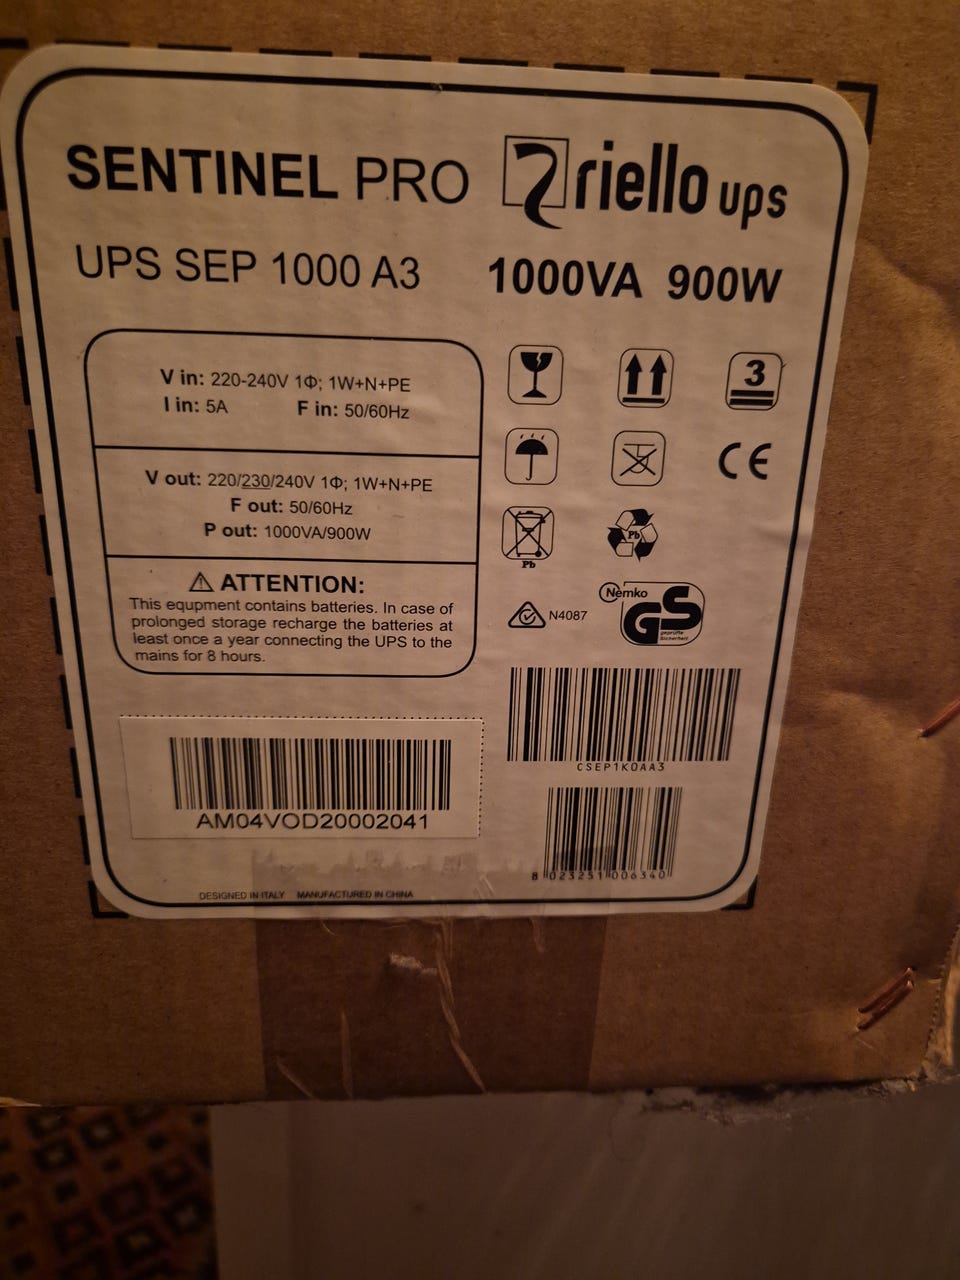 SENTINEL PRO
riello ups
UPS SEP 1000 A3
1000VA 900W
V in: 220-240V 1Φ; 1W+N+PE
I in: 5A F in: 50/60Hz
V out: 220/230/240V 1Φ; 1W+N+PE
F out: 50/60Hz
P out: 1000VA/900W
ATTENTION:
This equpment contains batteries. In case of
prolonged storage recharge the batteries at
least once a year connecting the UPS to the
mains for 8 hours.
3
CE
Pb
Pb
N4087
Nemko
GS
geprüfte
Sicherheit
CSEP1K0AA3
AM04VOD20002041
8 023251 006340
DESIGNED IN ITALY MANUFACTURED IN CHINA